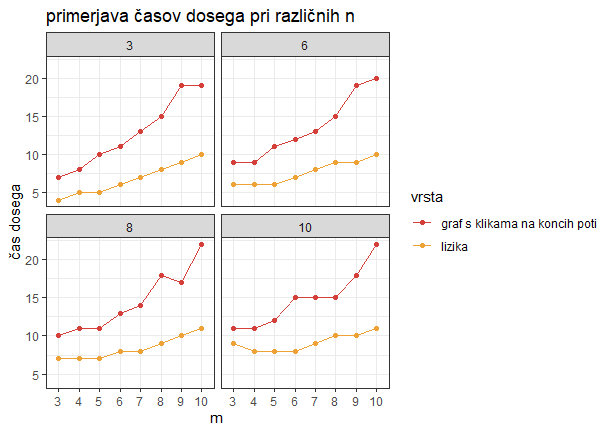 primerjava časov dosega pri različnih n
3
6
20
15
10
5
8
10
20
15
10
5
3 4 5 6 7 8 9 10
3 4 5 6 7 8 9 10
čas dosega
m
vrsta
graf s klikama na koncih poti
lizika